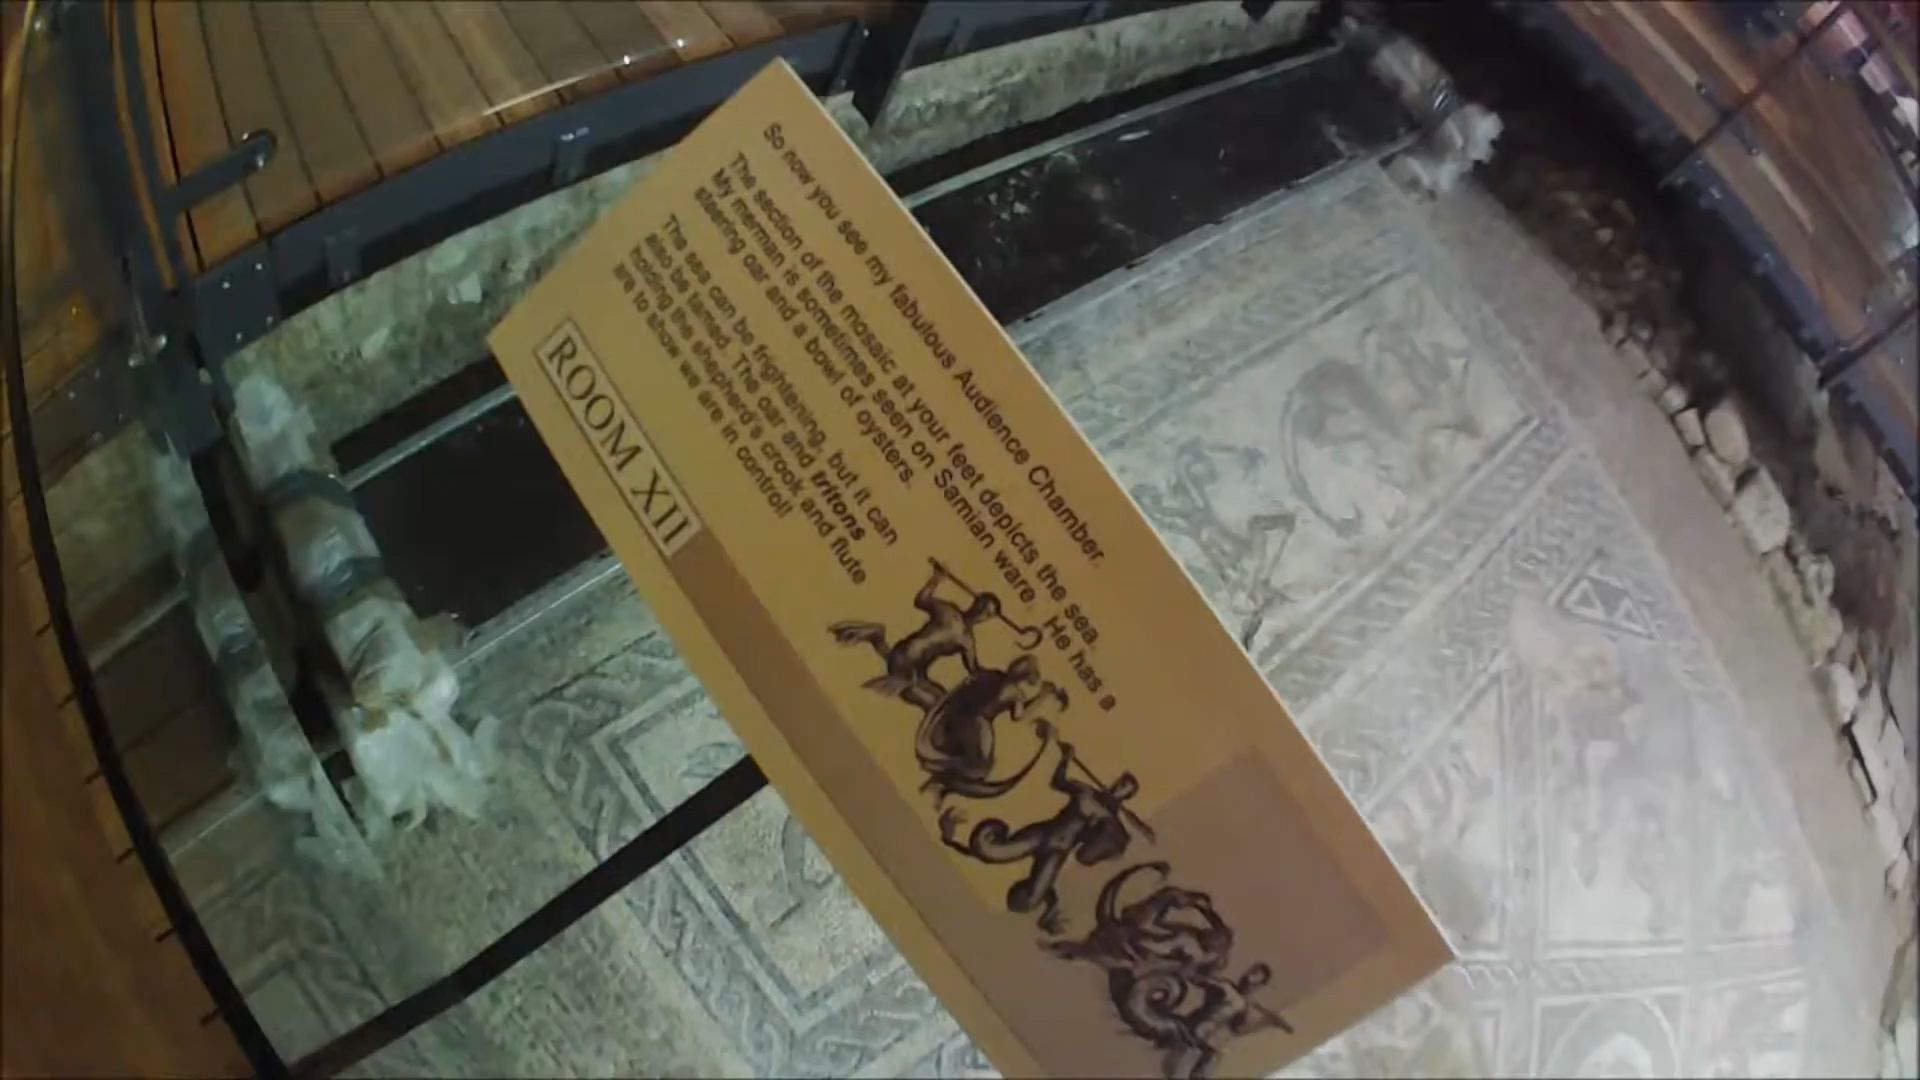 So now you see my fabulous Audience Chamber.
The section of the mosaic at your feet depicts the sea.
My merman is sometimes seen on Samian ware. He has a
steering oar and a bowl of oysters.
The sea can be frightening, but it can
also be tamed. The oar and tritons
holding the shepherd's crook and flute
are to show we are in control!
ROOM XII